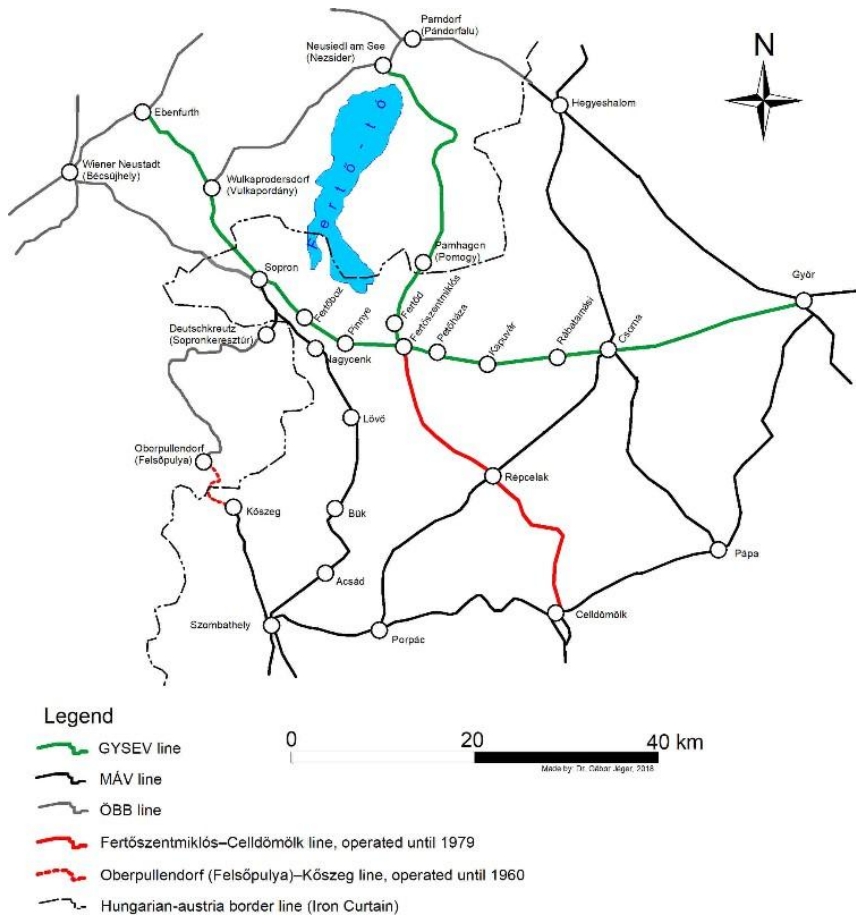 Parndorf
(Pándorfalu)
Neusiedl am See
(Nezsider)
N
Ebenfurth
Hegyeshalom
Wiener Neustadt
(Bécsújhely)
Wulkaprodersdorf
(Vulkapordány)
Fertő-tó
Pamhagen
(Pomogy)
Sopron
Győr
Fertőboz
Pinnye
Fertőd
Fertőszentmiklós
Petőháza
Kapuvár
Rábatamási
Csorna
Deutschkreutz
(Sopronkeresztúr)
Nagycenk
Lövő
Oberpullendorf
(Felsőpulya)
Répcelak
Kőszeg
Bük
Pápa
Acsád
Szombathely
Porpác
Celldömölk
Legend
GYSEV line
MÁV line
ÖBB line
Fertőszentmiklós–Celldömölk line, operated until 1979
Oberpullendorf (Felsőpulya)–Kőszeg line, operated until 1960
Hungarian-austria border line (Iron Curtain)
0 20 40 km
Made by: Dr. Gábor Jéger, 2018